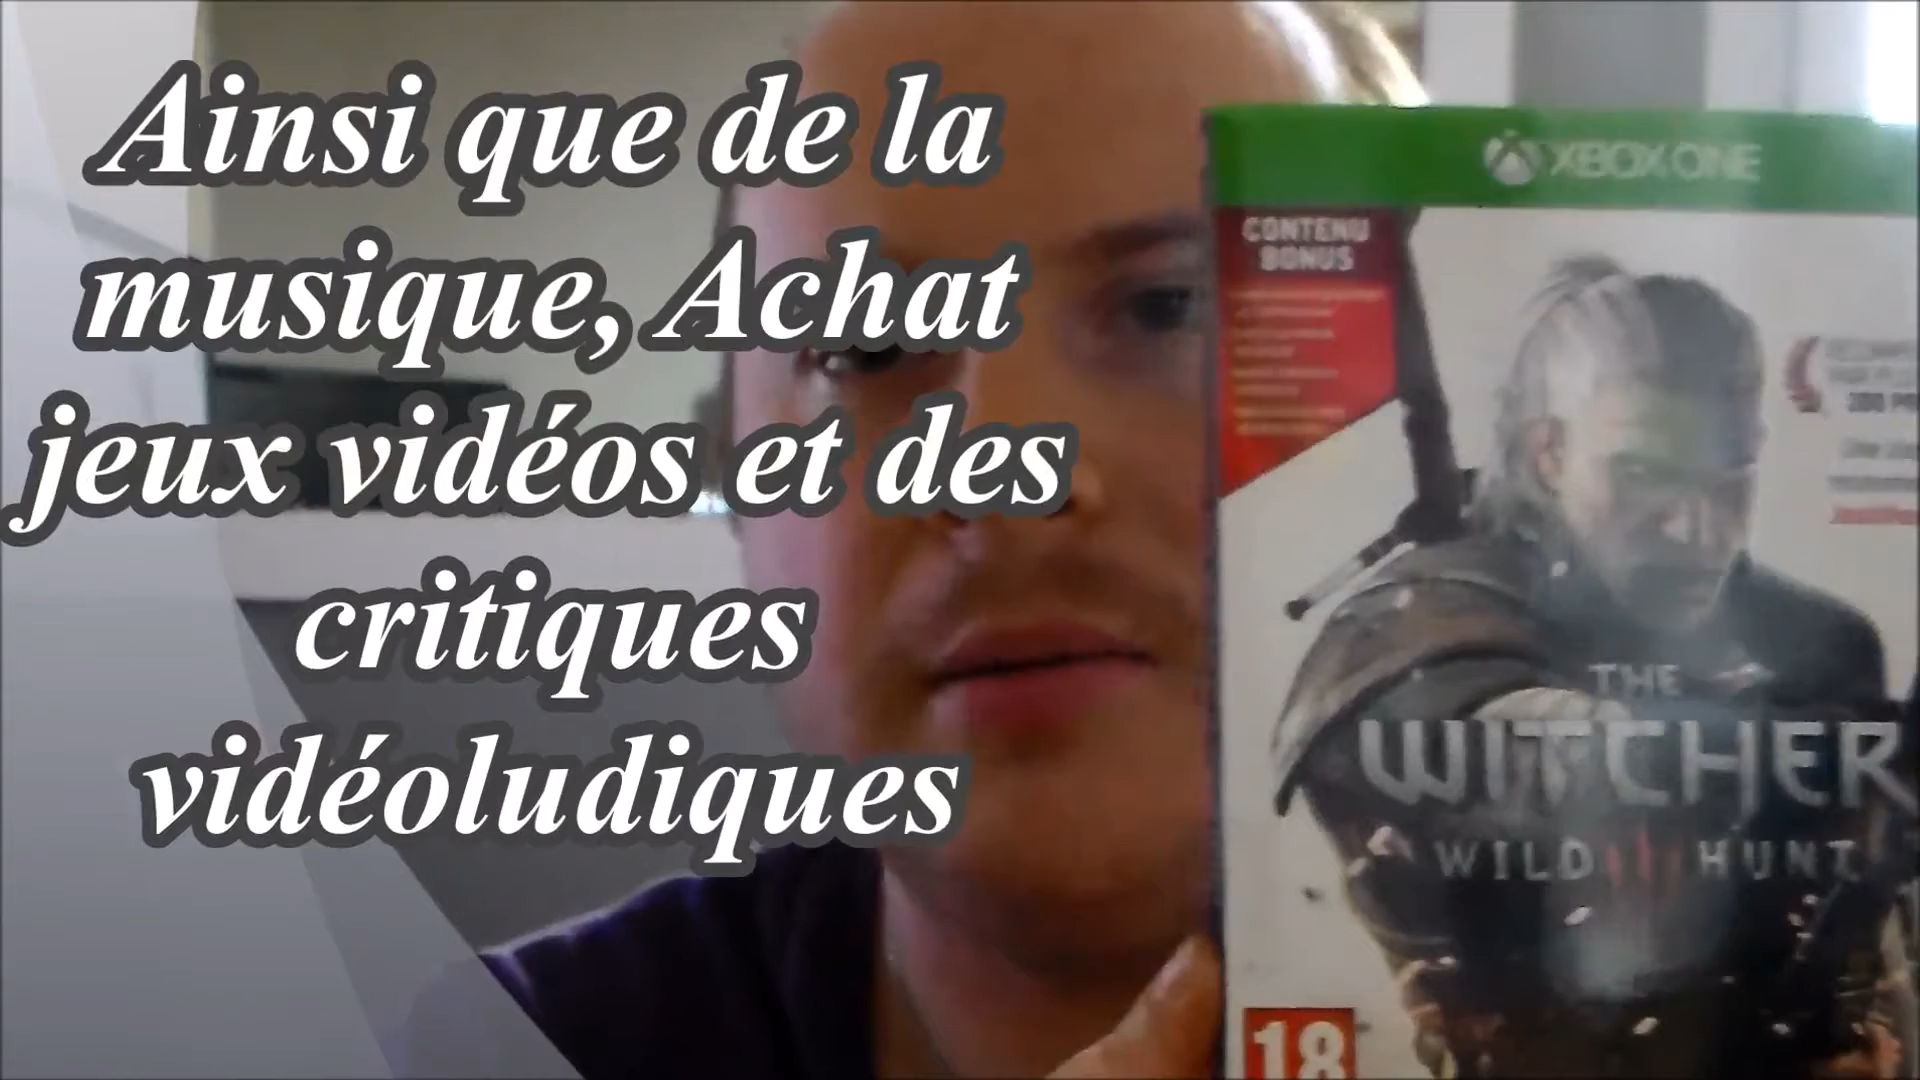 Ainsi que de la
musique, Achat
jeux vidéos et des
critiques
vidéoludiques
XBOX ONE
CONTENU
BONUS
THE
WITCHER
WILD HUNT
18